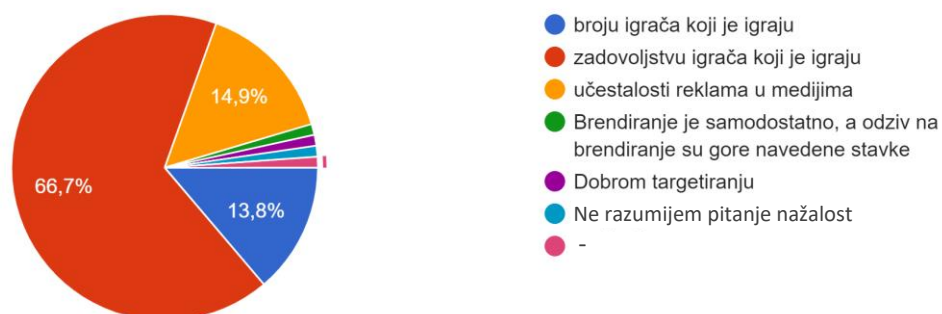 66,7%
14,9%
13,8%
broju igrača koji je igraju
zadovoljstvu igrača koji je igraju
učestalosti reklama u medijima
Brendiranje je samodostatno, a odziv na
brendiranje su gore navedene stavke
Dobrom targetiranju
Ne razumijem pitanje nažalost
-